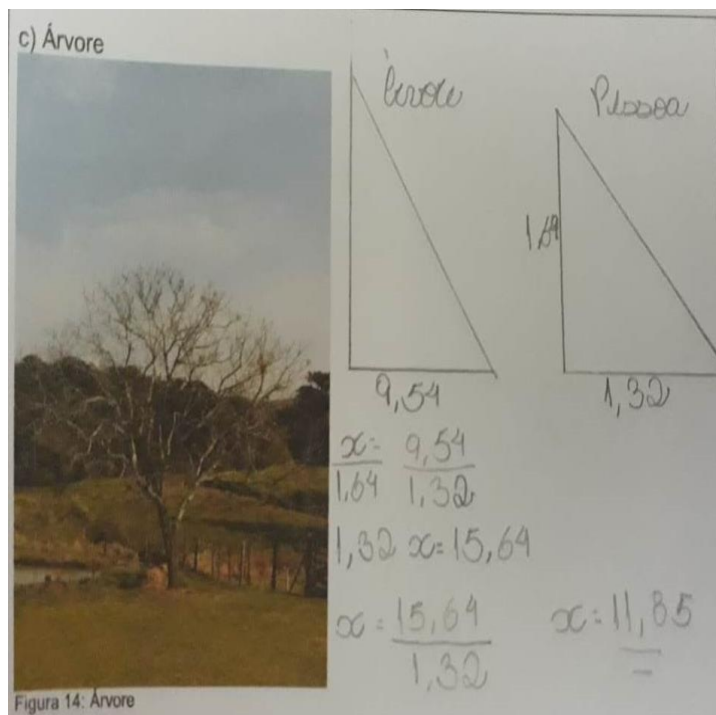 c) Árvore
Árvore
Pessoa
1,64
9,54
1,32
x = 9,54
1,64 1,32
1,32 x = 15,64
x = 15,64
1,32
x = 11,85
Figura 14: Árvore